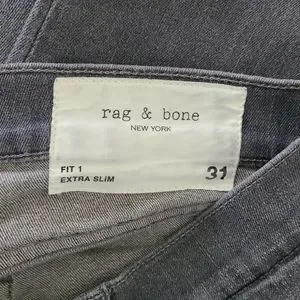 rag & bone
NEW YORK
FIT 1
EXTRA SLIM
31